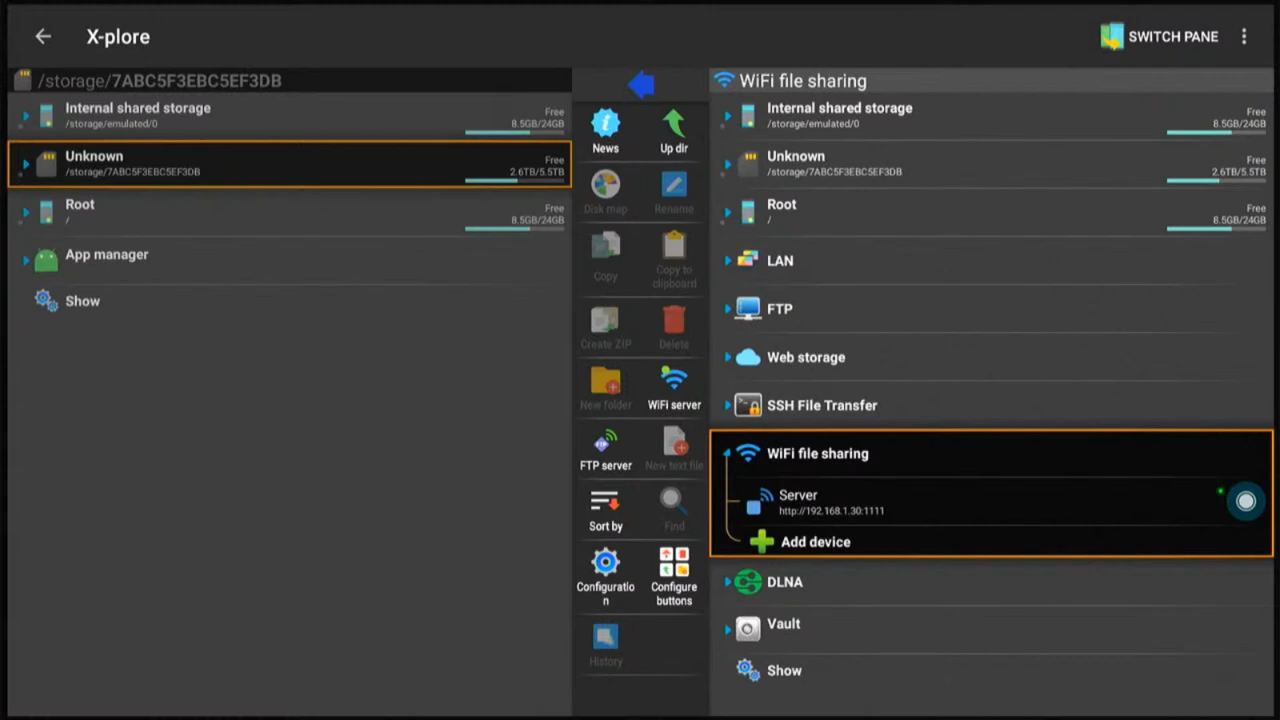 X-plore
SWITCH PANE
/storage/7ABC5F3EBC5EF3DB
Internal shared storage
/storage/emulated/0
Free
8.5GB/24GB
Unknown
/storage/7ABC5F3EBC5EF3DB
Free
2.6TB/5.5TB
Root
/
Free
8.5GB/24GB
App manager
Show
News
Up dir
Disk map
Rename
Copy
Copy to
clipboard
Create ZIP
Delete
New folder
WiFi server
FTP
FTP server
New text file
Sort by
Find
Configuratio
n
Configure
buttons
History
WiFi file sharing
Internal shared storage
/storage/emulated/0
Free
8.5GB/24GB
Unknown
/storage/7ABC5F3EBC5EF3DB
Free
2.6TB/5.5TB
Root
/
Free
8.5GB/24GB
LAN
FTP
Web storage
SSH File Transfer
WiFi file sharing
Server
http://192.168.1.30:1111
Add device
DLNA
Vault
Show